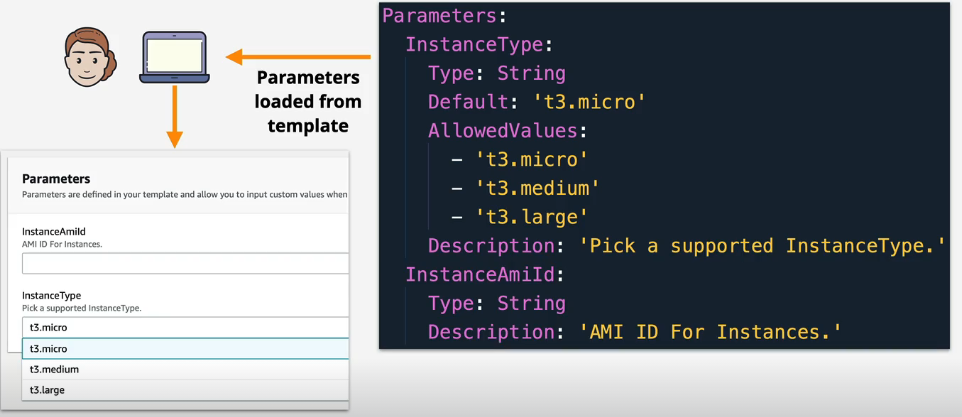 Parameters:
InstanceType:
Type: String
Default: 't3.micro'
AllowedValues:
- 't3.micro'
- 't3.medium'
- 't3.large'
Description: 'Pick a supported InstanceType.'
InstanceAmiId:
Type: String
Description: 'AMI ID For Instances.'
Parameters
loaded from
template
Parameters
Parameters are defined in your template and allow you to input custom values when
InstanceAmiId
AMI ID For Instances.
InstanceType
Pick a supported InstanceType.
t3.micro
t3.micro
t3.medium
t3.large